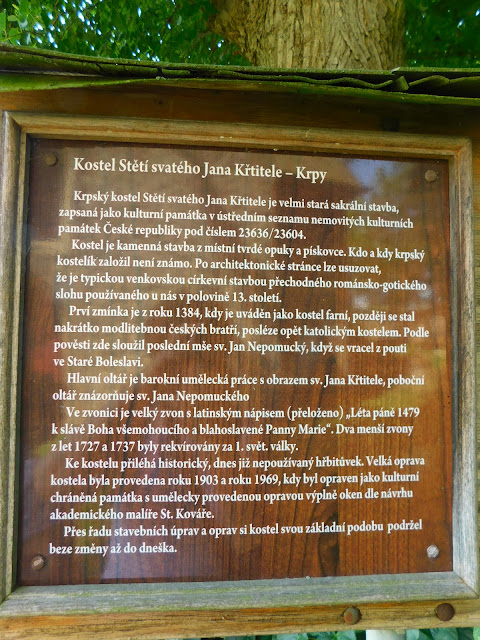 Kostel Stětí svatého Jana Křtitele – Krpy
Krpský kostel Stětí svatého Jana Křtitele je velmi stará sakrální stavba,
zapsaná jako kulturní památka v ústředním seznamu nemovitých kulturních
památek České republiky pod číslem 23636/23604.
Kostel je kamenná stavba z místní tvrdé opuky a pískovce. Kdo a kdy krpský
kostelík založil není známo. Po architektonické stránce lze usuzovat,
že je typickou venkovskou církevní stavbou přechodného románsko-gotického
slohu používaného u nás v polovině 13. století.
Prví zmínka je z roku 1384, kdy je uváděn jako kostel farní, později se stal
nakrátko modlitebnou českých bratří, posléze opět katolickým kostelem. Podle
pověsti zde sloužil poslední mše sv. Jan Nepomucký, když se vracel z pouti
ve Staré Boleslavi.
Hlavní oltář je barokní umělecká práce s obrazem sv. Jana Křtitele, poboční
oltář znázorňuje sv. Jana Nepomuckého
Ve zvonici je velký zvon s latinským nápisem (přeloženo) „Léta páně 1479
k slávě Boha všemohoucího a blahoslavené Panny Marie“. Dva menší zvony
z let 1727 a 1737 byly rekvírovány za 1. svět. války.
Ke kostelu přiléhá historický, dnes již nepoužívaný hřbitůvek. Velká oprava
kostela byla provedena roku 1903 a roku 1969, kdy byl opraven jako kulturní
chráněná památka s umělecky provedenou opravou výplně oken dle návrhu
akademického malíře St. Kováře.
Přes řadu stavebních úprav a oprav si kostel svou základní podobu podržel
beze změny až do dneška.